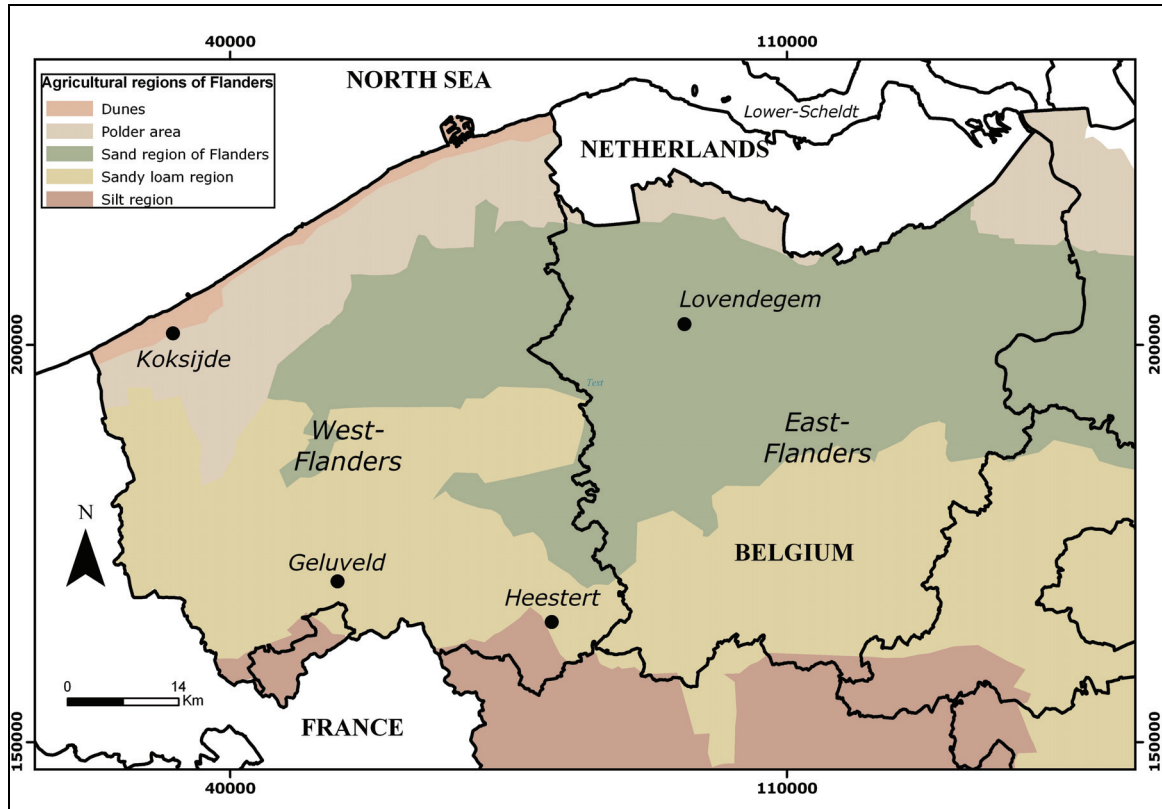 40000
110000
Agricultural regions of Flanders
Dunes
Polder area
Sand region of Flanders
Sandy loam region
Silt region
NORTH SEA
Lower-Scheldt
NETHERLANDS
Lovendegem
Koksijde
200000
200000
Test
West-
Flanders
East-
Flanders
N
BELGIUM
Geluveld
Heestert
0
14
Km
FRANCE
150000
150000
40000
110000